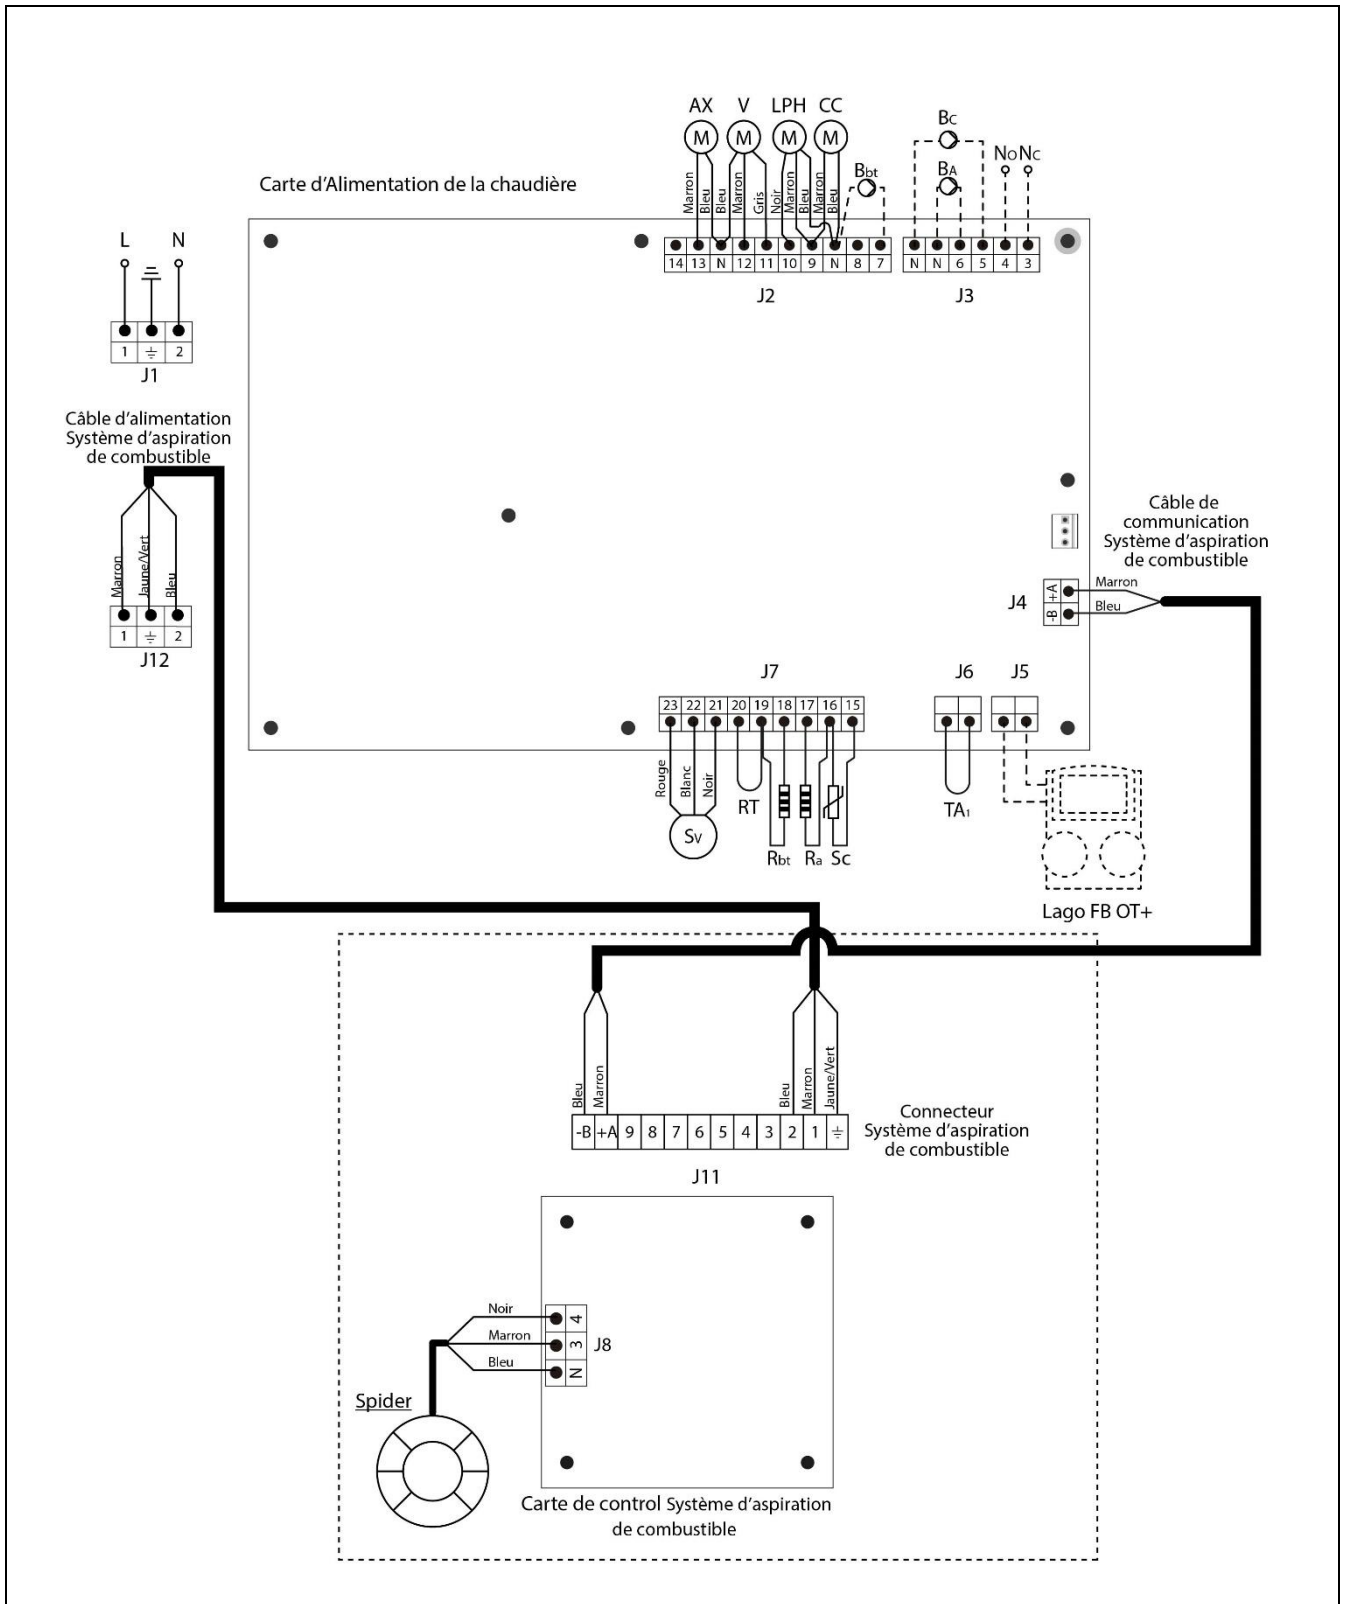 AX V LPH CC
M M M M
Bc
Bbt
BA
No Nc
Carte d'Alimentation de la chaudière
Marron
Bleu
Bleu
Marron
Gris
Noir
Marron
Bleu
Marron
Bleu
L N
14 13 N 12 11 10 9 N 8 7
N N 6 5 4 3
J2
J3
1 2
J1
Câble d'alimentation
Système d'aspiration
de combustible
Marron
Jaune/Vert
Bleu
1 2
J12
Câble de
communication
Système d'aspiration
de combustible
J4
+A
-B
Marron
Bleu
J7
J6
J5
23 22 21 20 19 18 17 16 15
Rouge
Blanc
Noir
Sv
RT
Rbt
Ra
Sc
TA1
Lago FB OT+
Bleu
Marron
Bleu
Marron
Jaune/Vert
-B +A 9 8 7 6 5 4 3 2 1
J11
Connecteur
Système d'aspiration
de combustible
Noir
Marron
Bleu
4
3
N
J8
Spider
Carte de control Système d'aspiration
de combustible